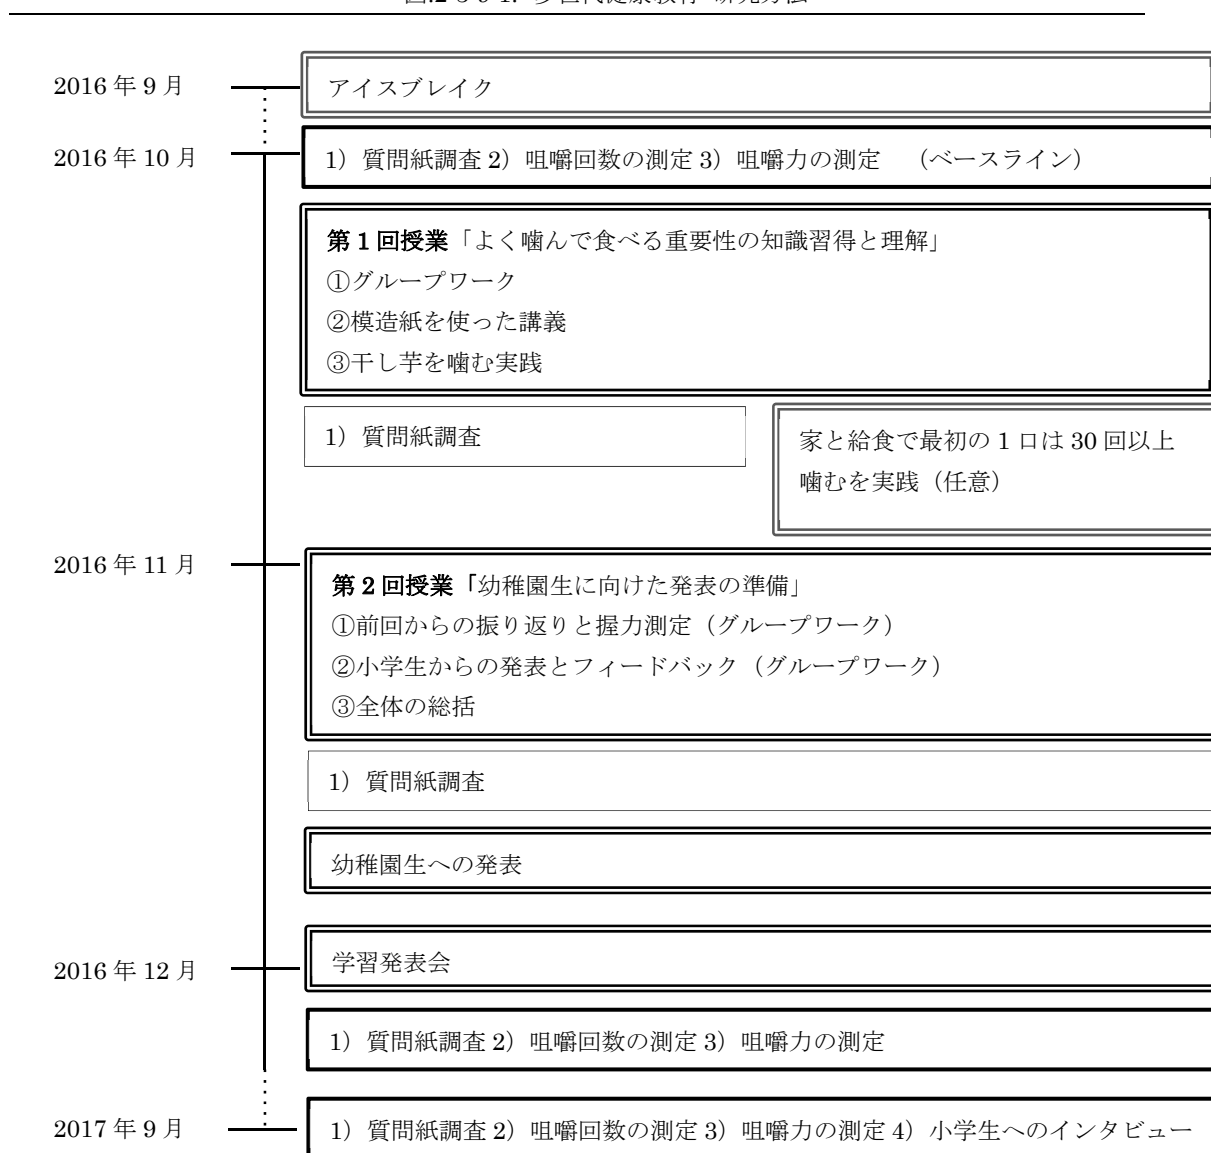 2016 年 9 月
アイスブレイク
2016 年 10 月
1）質問紙調査 2）咀嚼回数の測定 3）咀嚼力の測定　（ベースライン）
第 1 回授業「よく噛んで食べる重要性の知識習得と理解」
①グループワーク
②模造紙を使った講義
③干し芋を噛む実践
1）質問紙調査
家と給食で最初の 1 口は 30 回以上
噛むを実践（任意）
2016 年 11 月
第 2 回授業「幼稚園生に向けた発表の準備」
①前回からの振り返りと握力測定（グループワーク）
②小学生からの発表とフィードバック（グループワーク）
③全体の総括
1）質問紙調査
幼稚園生への発表
2016 年 12 月
学習発表会
1）質問紙調査 2）咀嚼回数の測定 3）咀嚼力の測定
2017 年 9 月
1）質問紙調査 2）咀嚼回数の測定 3）咀嚼力の測定 4）小学生へのインタビュー